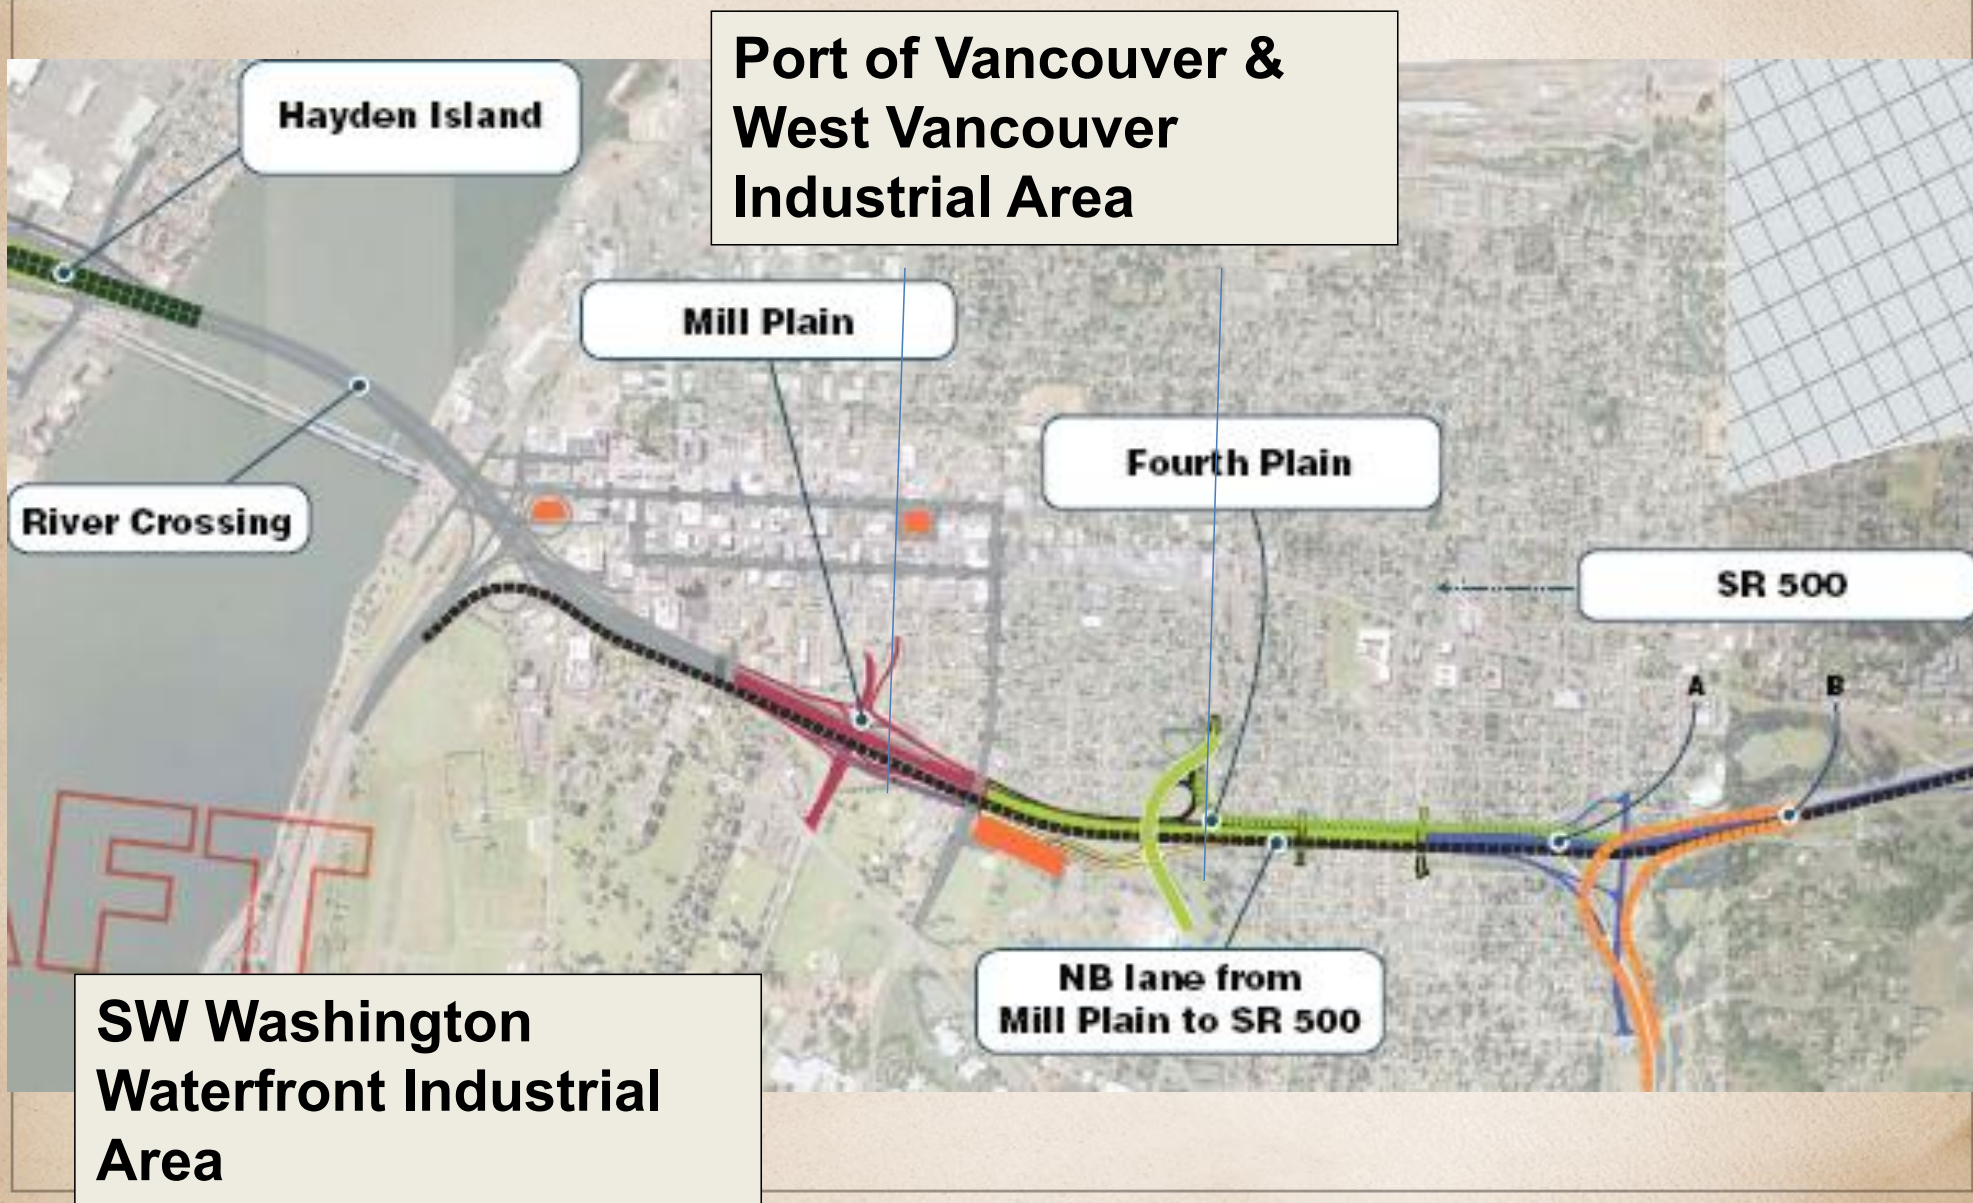 Port of Vancouver &
West Vancouver
Industrial Area
Hayden Island
Mill Plain
Fourth Plain
River Crossing
SR 500
A
B
AFT
NB lane from
Mill Plain to SR 500
SW Washington
Waterfront Industrial
Area